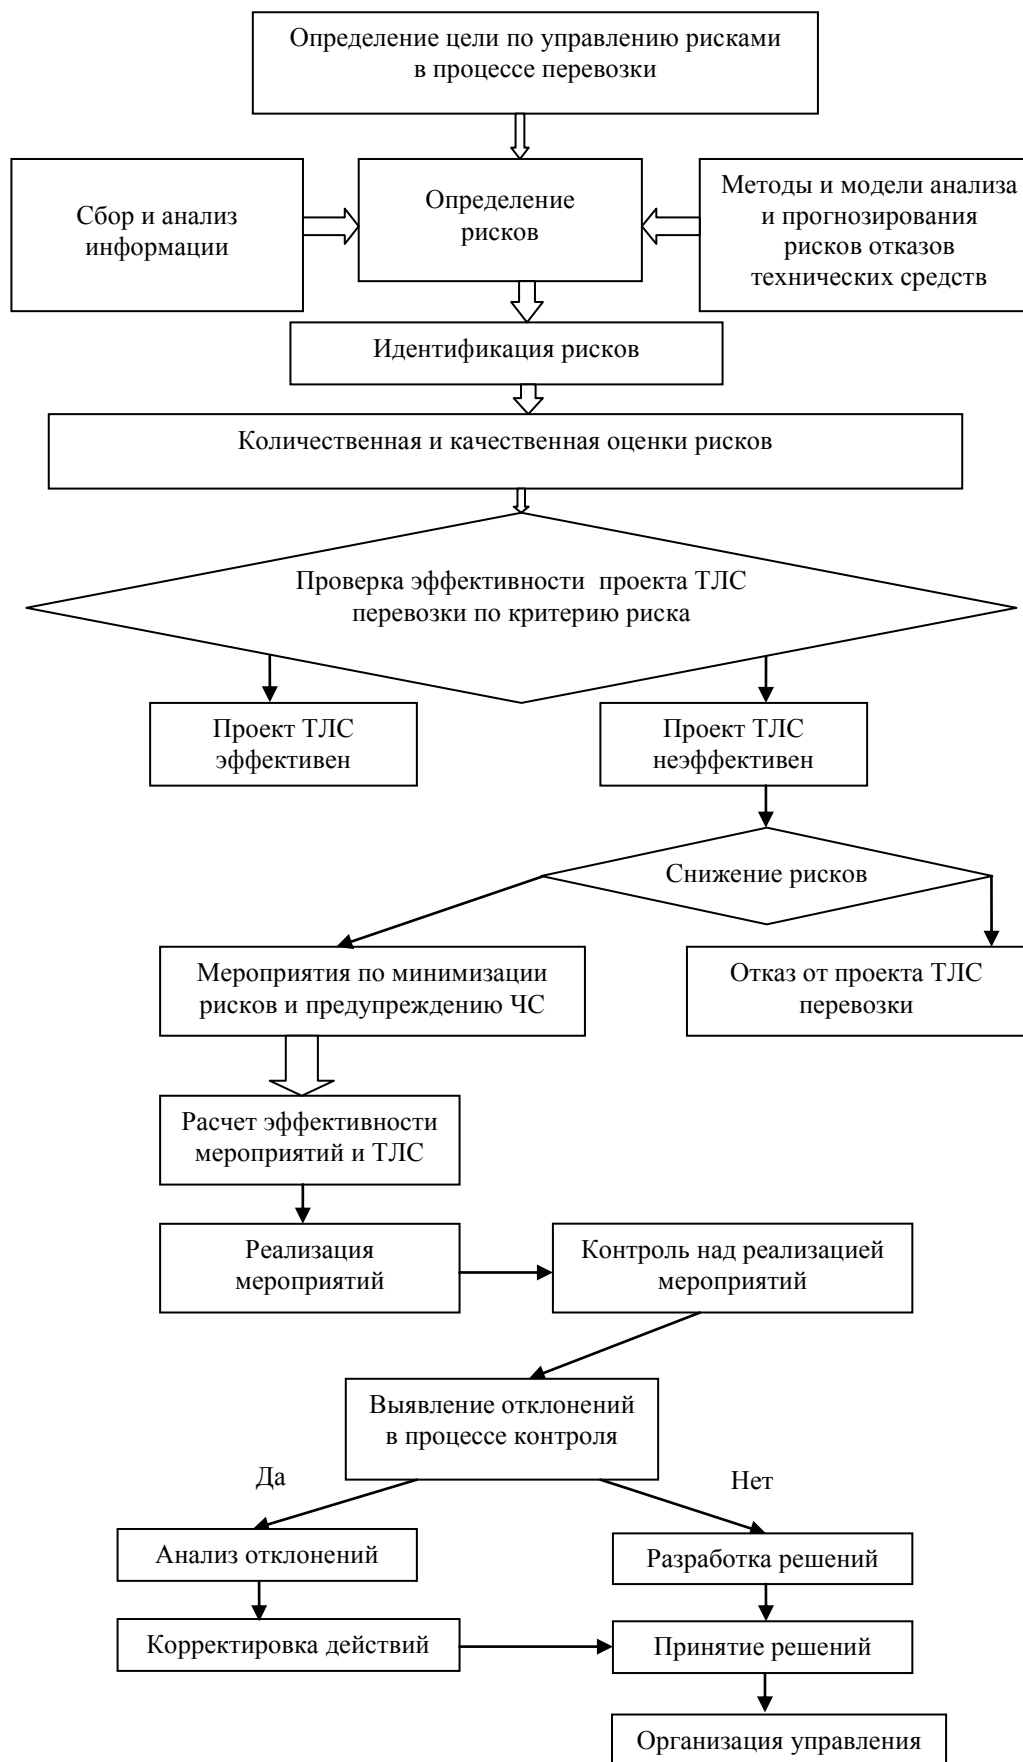 Определение цели по управлению рисками
в процессе перевозки
Сбор и анализ
информации
Определение
рисков
Методы и модели анализа
и прогнозирования
рисков отказов
технических средств
Идентификация рисков
Количественная и качественная оценки рисков
Проверка эффективности проекта ТЛС
перевозки по критерию риска
Проект ТЛС
эффективен
Проект ТЛС
неэффективен
Снижение рисков
Мероприятия по минимизации
рисков и предупреждению ЧС
Отказ от проекта ТЛС
перевозки
Расчет эффективности
мероприятий и ТЛС
Реализация
мероприятий
Контроль над реализацией
мероприятий
Выявление отклонений
в процессе контроля
Да
Нет
Анализ отклонений
Разработка решений
Корректировка действий
Принятие решений
Организация управления